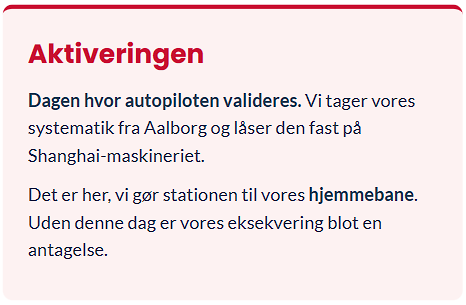 Aktiveringen
Dagen hvor autopiloten valideres. Vi tager vores
systematik fra Aalborg og låser den fast på
Shanghai-maskineriet.
Det er her, vi gør stationen til vores hjemmebane.
Uden denne dag er vores eksekvering blot en
antagelse.